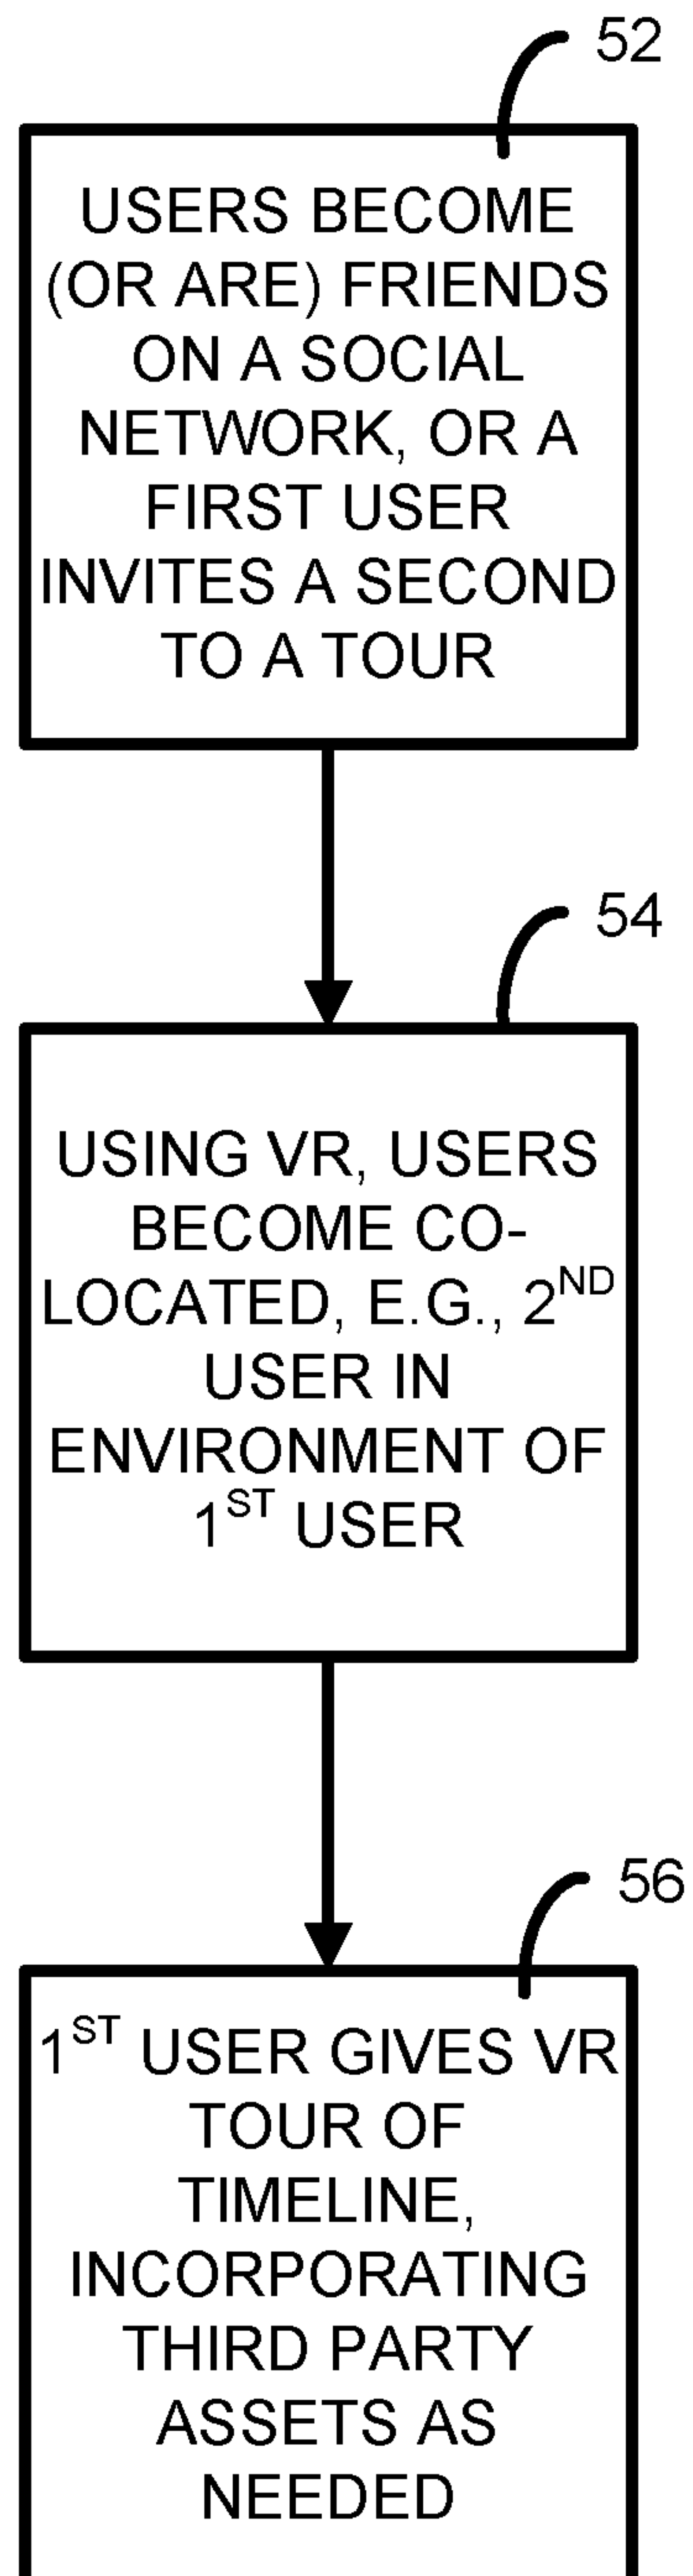 52
USERS BECOME
(OR ARE) FRIENDS
ON A SOCIAL
NETWORK, OR A
FIRST USER
INVITES A SECOND
TO A TOUR
54
USING VR, USERS
BECOME CO-
LOCATED, E.G., 2ND
USER IN
ENVIRONMENT OF
1ST USER
56
1ST USER GIVES VR
TOUR OF
TIMELINE,
INCORPORATING
THIRD PARTY
ASSETS AS
NEEDED